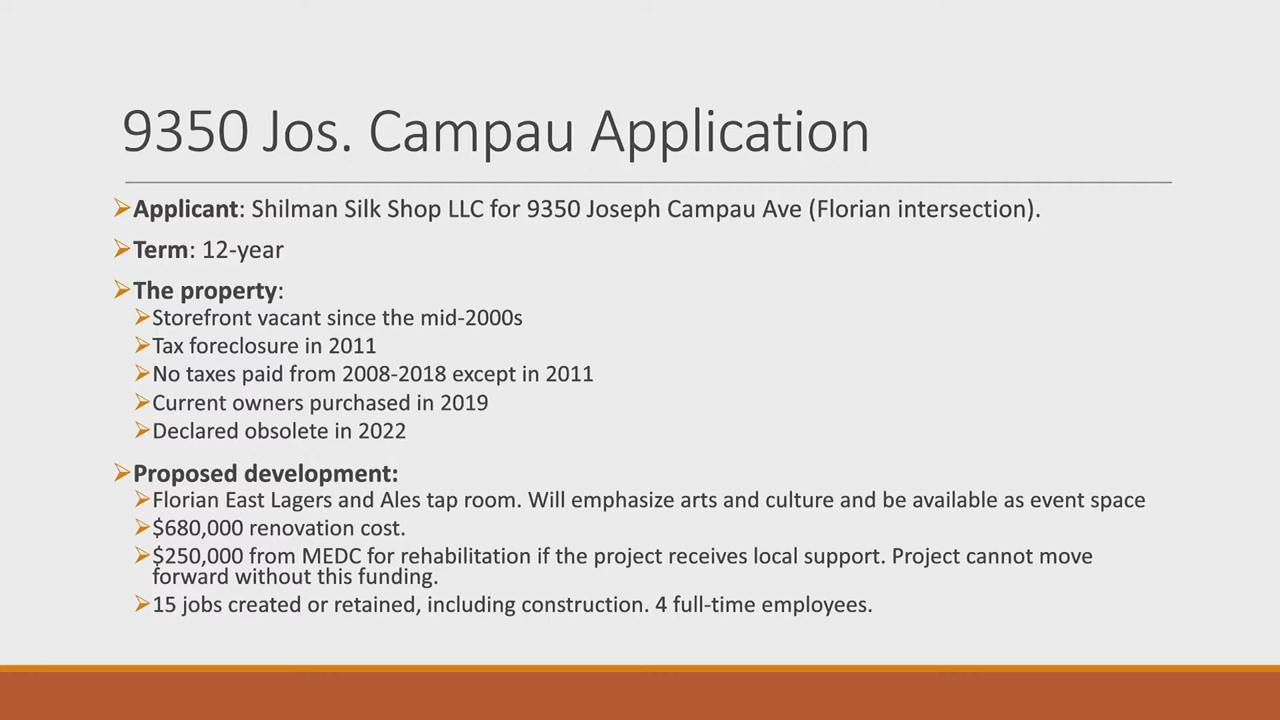 9350 Jos. Campau Application
Applicant: Shilman Silk Shop LLC for 9350 Joseph Campau Ave (Florian intersection).
Term: 12-year
The property:
Storefront vacant since the mid-2000s
Tax foreclosure in 2011
No taxes paid from 2008-2018 except in 2011
Current owners purchased in 2019
Declared obsolete in 2022
Proposed development:
Florian East Lagers and Ales tap room. Will emphasize arts and culture and be available as event space
$680,000 renovation cost.
$250,000 from MEDC for rehabilitation if the project receives local support. Project cannot move
forward without this funding.
15 jobs created or retained, including construction. 4 full-time employees.